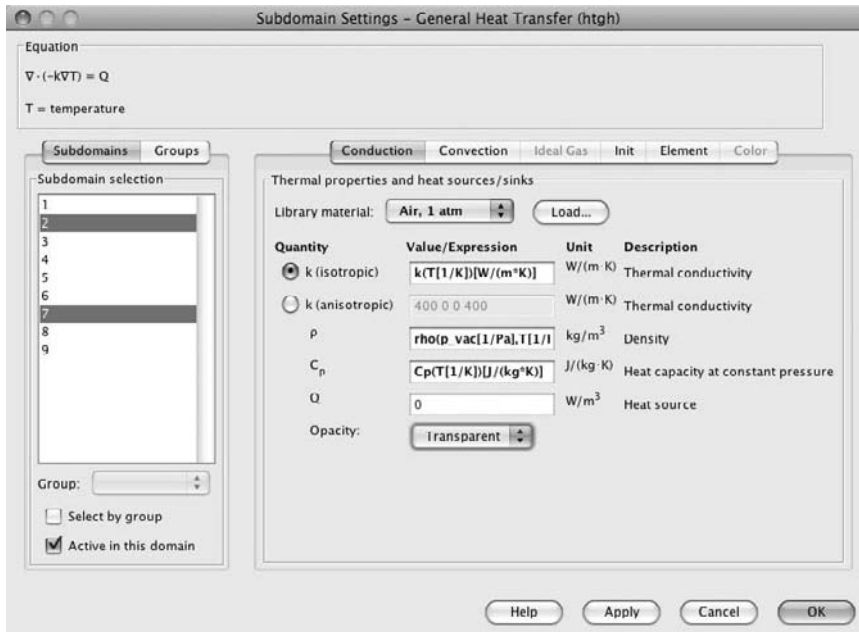 Subdomain Settings – General Heat Transfer (htgh)
Equation
∇·(-k∇T) = Q
T = temperature
Subdomains Groups
Subdomain selection
1
2
3
4
5
6
7
8
9
Group:
Select by group
Active in this domain
Conduction Convection Ideal Gas Init Element Color
Thermal properties and heat sources/sinks
Library material: Air, 1 atm Load...
Quantity Value/Expression Unit Description
k (isotropic) k(T[1/K])[W/(m*K)] W/(m·K) Thermal conductivity
k (anisotropic) 400 0 0 400 W/(m·K) Thermal conductivity
ρ rho(p_vac[1/Pa],T[1/ kg/m³ Density
Cp Cp(T[1/K])[J/(kg*K)] J/(kg·K) Heat capacity at constant pressure
Q 0 W/m³ Heat source
Opacity: Transparent
Help Apply Cancel OK